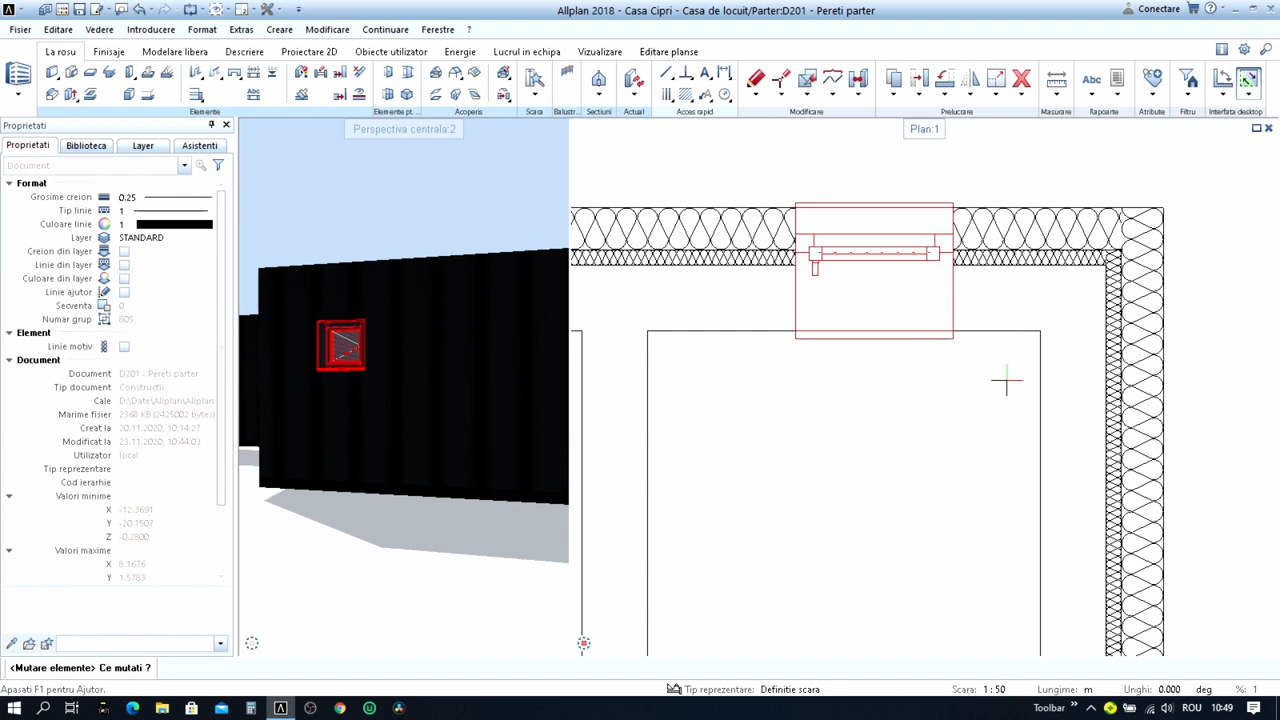 Allplan 2018 - Casa Cipri - Casa de locuit/Parter:D201 - Pereti parter
Conectare
Fisier Editare Vedere Introducere Format Extras Creare Modificare Continuare Ferestre ?
La rosu Finisaje Modelare libera Descriere Proiectare 2D Obiecte utilizator Energie Lucrul in echipa Vizualizare Editare planse
Abc
Elemente Elemente pt. ... Acoperis Scara Balustr... Sectiuni Actual Acces rapid Modificare Prelucare Masurare Rapoarte Atribute Filtru Interfata desktop
Proprietati
Perspectiva centrala:2
Plan:1
Proprietati Biblioteca Layer Asistenti
Document
Format
Grosime creion 0.25
Tip linie 1
Culoare linie 1
Layer STANDARD
Creion din layer
Linie din layer
Culoare din layer
Linie ajutor
Secventa 0
Numar grup 805
Element
Linie motiv
Document
Document D201 - Pereti parter
Tip document Constructii
Cale D:\Date\Allplan\Allplan
Marime fisier 2368 KB (2425002 bytes)
Creat la 20.11.2020, 10:14:27
Modificat la 23.11.2020, 10:44:03
Utilizator local
Tip reprezentare
Cod ierarhie
Valori minime
X -12.3691
Y -20.1507
Z -0.2800
Valori maxime
X 8.1676
Y 1.5783
<Mutare elemente> Ce mutati ?
Apasati F1 pentru Ajutor.
Tip reprezentare: Definitie scara
Scara: 1 : 50
Lungime: m
Unghi: 0.000 deg
%: 1
Toolbar
ROU
10:49